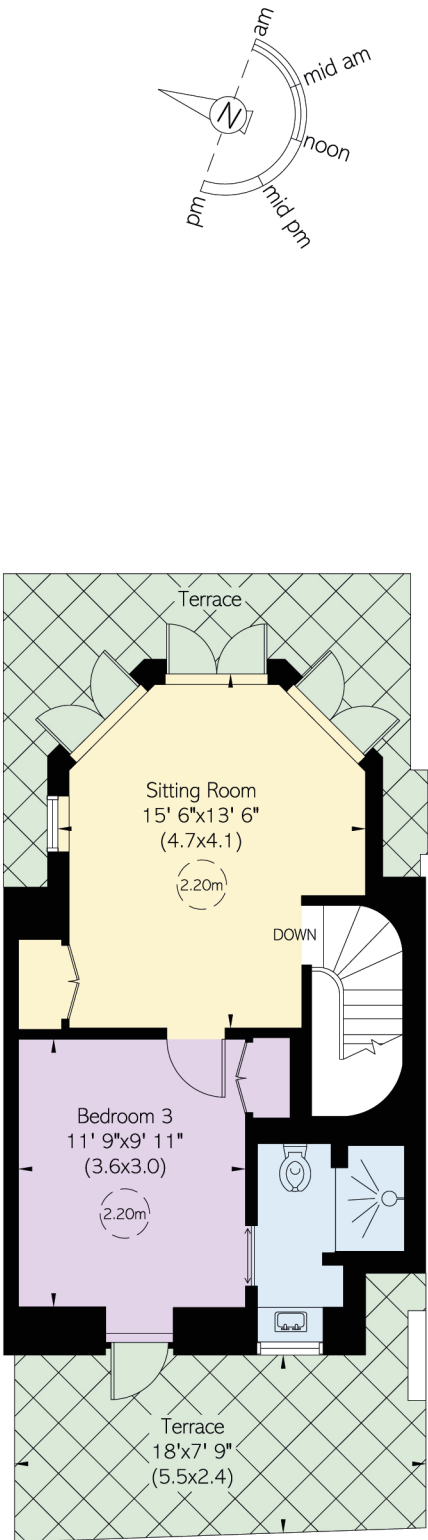 am
mid am
N
noon
mid pm
pm
Terrace
Sitting Room
15' 6"x13' 6"
(4.7x4.1)
2.20m
DOWN
Bedroom 3
11' 9"x9' 11"
(3.6x3.0)
2.20m
Terrace
18'x7' 9"
(5.5x2.4)